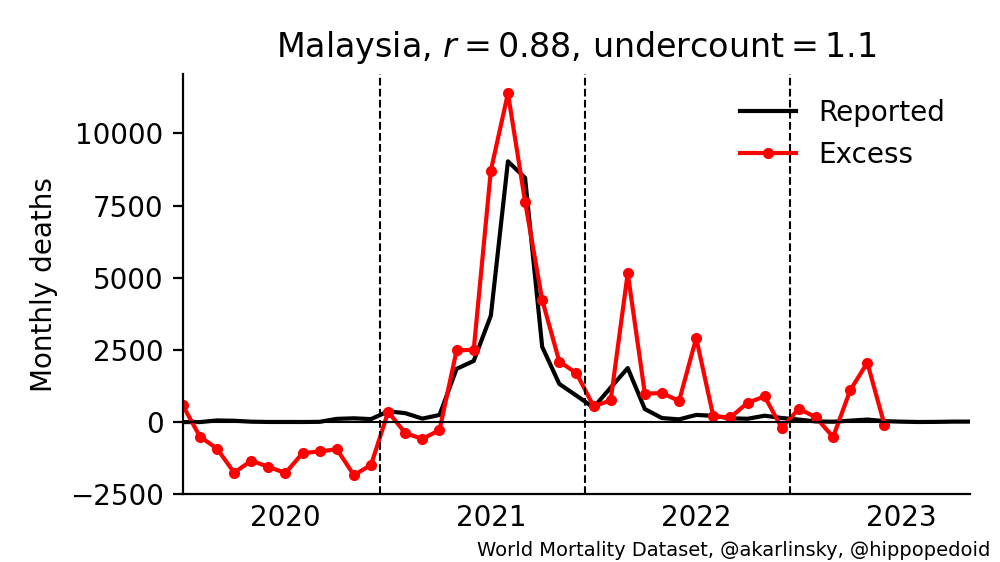 Malaysia, r = 0.88, undercount = 1.1
Reported
Excess
Monthly deaths
10000
7500
5000
2500
0
−2500
2020 2021 2022 2023
World Mortality Dataset, @akarlinsky, @hippopedoid